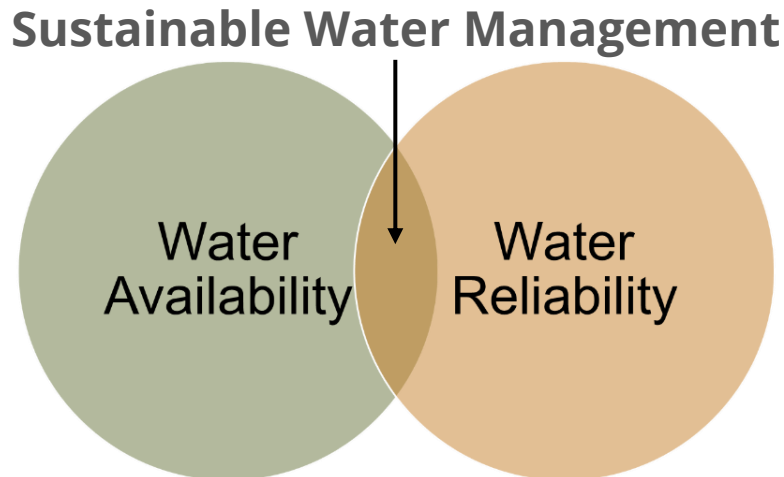 Sustainable Water Management
Water
Availability
Water
Reliability